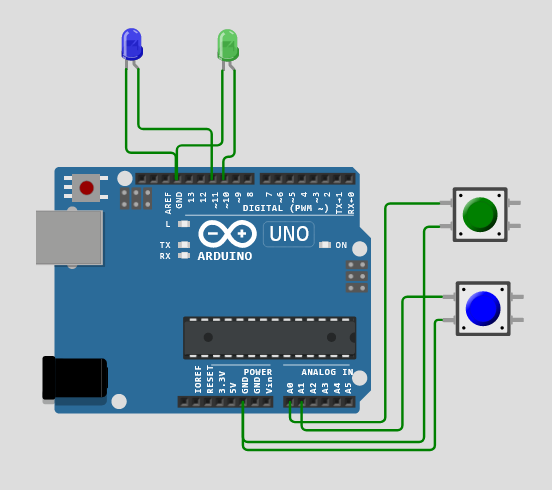 AREF
GND
13
12
~11
~10
~9
8
7
~6
~5
4
~3
2
TX→1
RX←0
DIGITAL (PWM ~)
L
TX
RX
UNO
ON
ARDUINO
IOREF
RESET
3.3V
5V
GND
GND
Vin
POWER
ANALOG IN
A0
A1
A2
A3
A4
A5